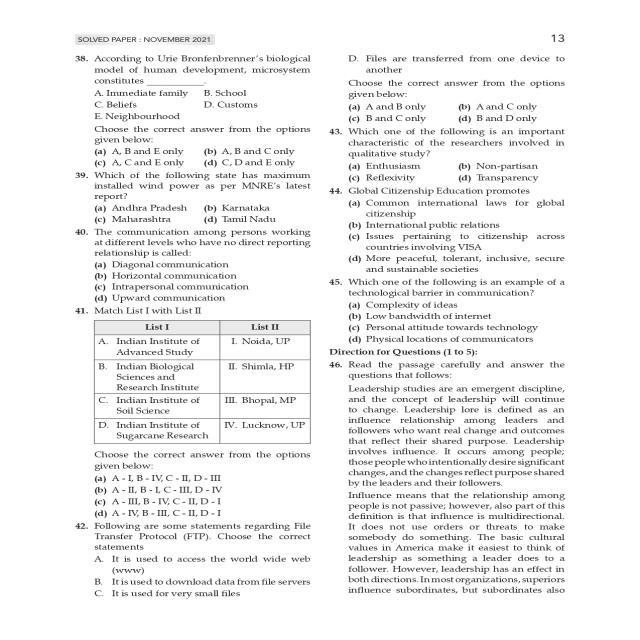 SOLVED PAPER : NOVEMBER 2021
13
38. According to Urie Bronfenbrenner's biological
model of human development, microsystem
constitutes ___________.
A. Immediate family B. School
C. Beliefs D. Customs
E. Neighbourhood
Choose the correct answer from the options
given below:
(a) A, B and E only (b) A, B and C only
(c) A, C and E only (d) C, D and E only
39. Which of the following state has maximum
installed wind power as per MNRE's latest
report?
(a) Andhra Pradesh (b) Karnataka
(c) Maharashtra (d) Tamil Nadu
40. The communication among persons working
at different levels who have no direct reporting
relationship is called:
(a) Diagonal communication
(b) Horizontal communication
(c) Intrapersonal communication
(d) Upward communication
41. Match List I with List II
List I List II
A. Indian Institute of I. Noida, UP
Advanced Study
B. Indian Biological II. Shimla, HP
Sciences and
Research Institute
C. Indian Institute of III. Bhopal, MP
Soil Science
D. Indian Institute of IV. Lucknow, UP
Sugarcane Research
Choose the correct answer from the options
given below:
(a) A - I, B - IV, C - II, D - III
(b) A - II, B - I, C - III, D - IV
(c) A - III, B - IV, C - II, D - I
(d) A - IV, B - III, C - II, D - I
42. Following are some statements regarding File
Transfer Protocol (FTP). Choose the correct
statements
A. It is used to access the world wide web
(www)
B. It is used to download data from file servers
C. It is used for very small files
D. Files are transferred from one device to
another
Choose the correct answer from the options
given below:
(a) A and B only (b) A and C only
(c) B and C only (d) B and D only
43. Which one of the following is an important
characteristic of the researchers involved in
qualitative study?
(a) Enthusiasm (b) Non-partisan
(c) Reflexivity (d) Transparency
44. Global Citizenship Education promotes
(a) Common international laws for global
citizenship
(b) International public relations
(c) Issues pertaining to citizenship across
countries involving VISA
(d) More peaceful, tolerant, inclusive, secure
and sustainable societies
45. Which one of the following is an example of a
technological barrier in communication?
(a) Complexity of ideas
(b) Low bandwidth of internet
(c) Personal attitude towards technology
(d) Physical locations of communicators
Direction for Questions (1 to 5):
46. Read the passage carefully and answer the
questions that follows:
Leadership studies are an emergent discipline,
and the concept of leadership will continue
to change. Leadership lore is defined as an
influence relationship among leaders and
followers who want real change and outcomes
that reflect their shared purpose. Leadership
involves influence. It occurs among people;
those people who intentionally desire significant
changes, and the changes reflect purpose shared
by the leaders and their followers.
Influence means that the relationship among
people is not passive; however, also part of this
definition is that influence is multidirectional.
It does not use orders or threats to make
somebody do something. The basic cultural
values in America make it easiest to think of
leadership as something a leader does to a
follower. However, leadership has an effect in
both directions. In most organizations, superiors
influence subordinates, but subordinates also